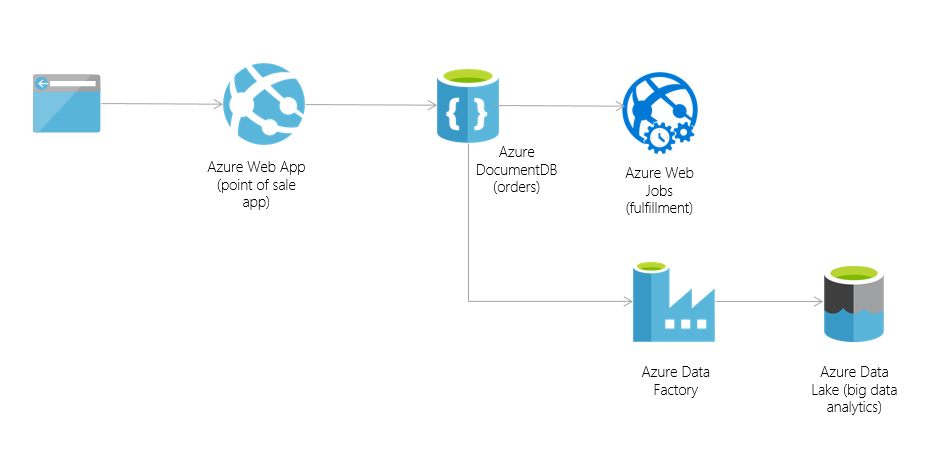 Azure Web App
(point of sale
app)
Azure
DocumentDB
(orders)
Azure Web
Jobs
(fulfillment)
Azure Data
Factory
Azure Data
Lake (big data
analytics)